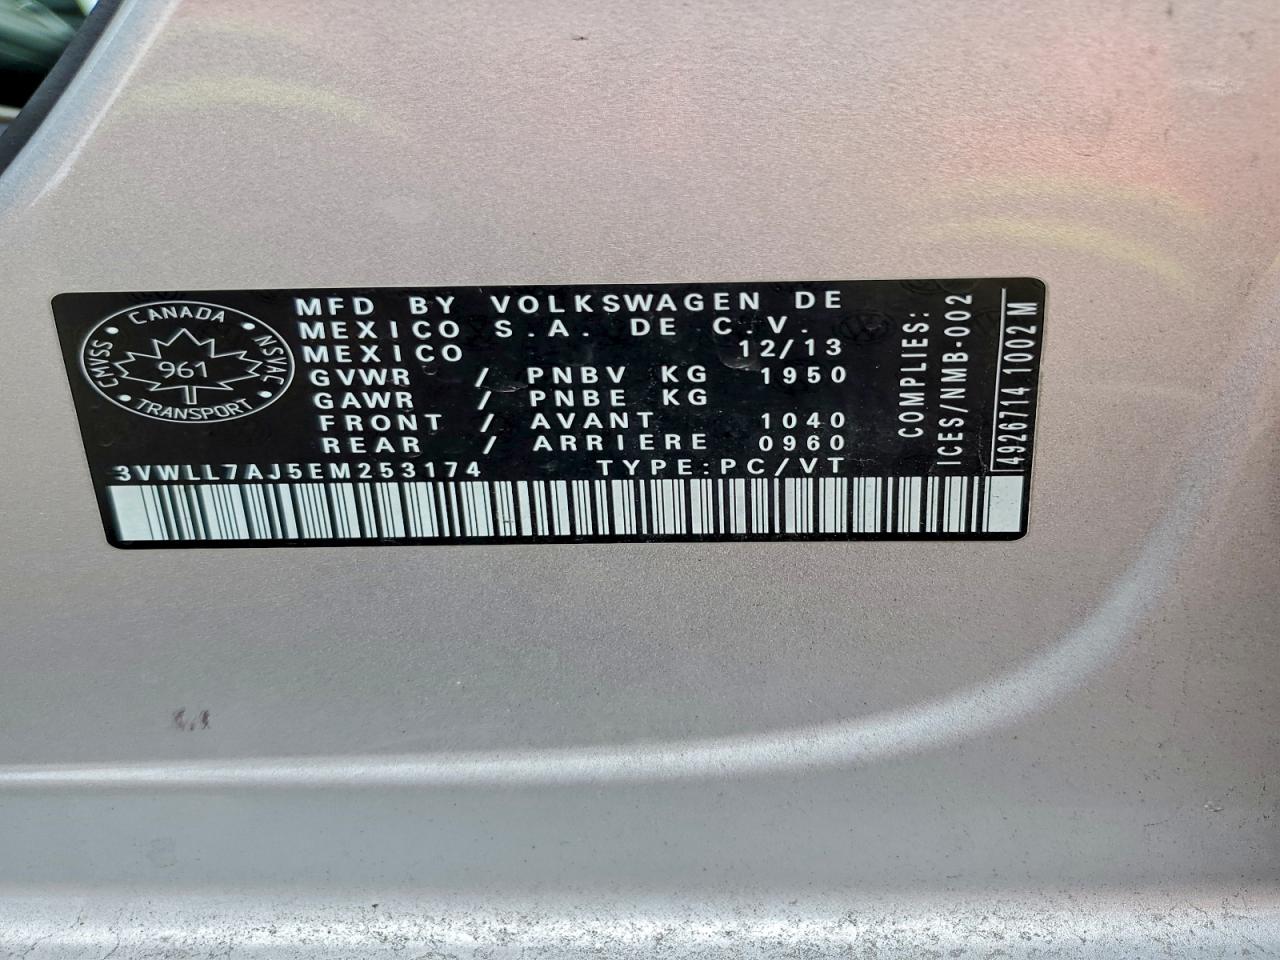 CANADA
CMVSS
961
NSVAC
TRANSPORT
MFD BY VOLKSWAGEN DE
MEXICO S.A. DE C.V.
MEXICO 12/13
GVWR / PNBV KG 1950
GAWR / PNBE KG
FRONT / AVANT 1040
REAR / ARRIERE 0960
3VWLL7AJ5EM253174 TYPE:PC/VT
COMPLIES:
ICES/NMB-002
4926714 1002 M